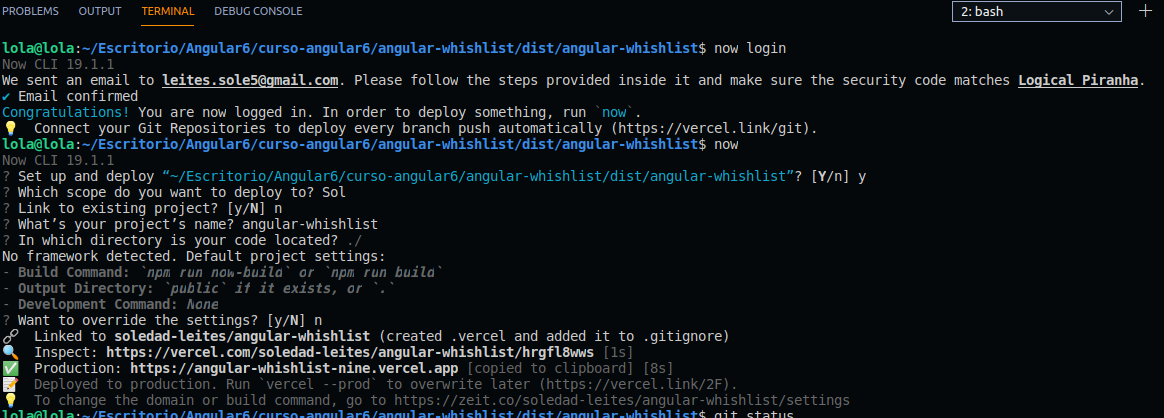 PROBLEMS OUTPUT TERMINAL DEBUG CONSOLE 2: bash
lola@lola:~/Escritorio/Angular6/curso-angular6/angular-whishlist/dist/angular-whishlist$ now login
Now CLI 19.1.1
We sent an email to leites.sole5@gmail.com. Please follow the steps provided inside it and make sure the security code matches Logical Piranha.
✔ Email confirmed
Congratulations! You are now logged in. In order to deploy something, run `now`.
💡 Connect your Git Repositories to deploy every branch push automatically (https://vercel.link/git).
lola@lola:~/Escritorio/Angular6/curso-angular6/angular-whishlist/dist/angular-whishlist$ now
Now CLI 19.1.1
? Set up and deploy “~/Escritorio/Angular6/curso-angular6/angular-whishlist/dist/angular-whishlist”? [Y/n] y
? Which scope do you want to deploy to? Sol
? Link to existing project? [y/N] n
? What’s your project’s name? angular-whishlist
? In which directory is your code located? ./
No framework detected. Default project settings:
- Build Command: `npm run now-build` or `npm run build`
- Output Directory: `public` if it exists, or `.`
- Development Command: None
? Want to override the settings? [y/N] n
🔗 Linked to soledad-leites/angular-whishlist (created .vercel and added it to .gitignore)
🔍 Inspect: https://vercel.com/soledad-leites/angular-whishlist/hrgfl8wws [1s]
✅ Production: https://angular-whishlist-nine.vercel.app [copied to clipboard] [8s]
📝 Deployed to production. Run `vercel --prod` to overwrite later (https://vercel.link/2F).
💡 To change the domain or build command, go to https://zeit.co/soledad-leites/angular-whishlist/settings
lola@lola:~/Escritorio/Angular6/curso-angular6/angular-whishlist/dist/angular-whishlist$ git status